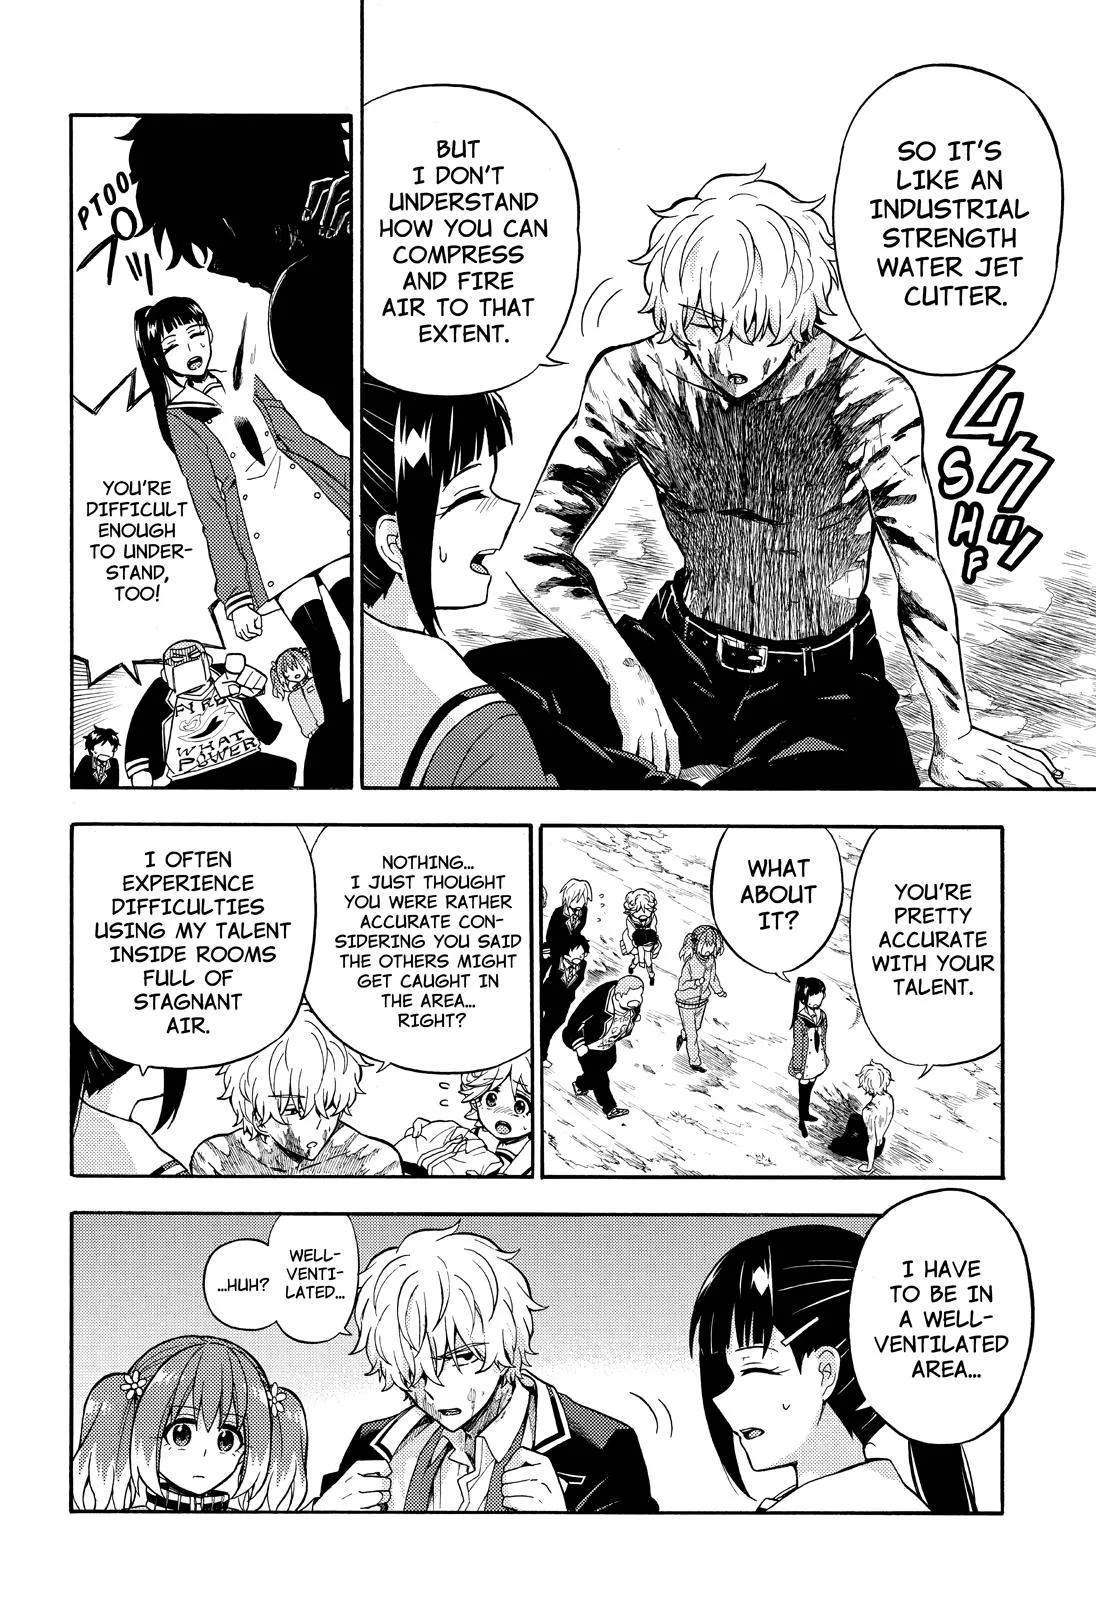 SO IT'S
LIKE AN
INDUSTRIAL
STRENGTH
WATER JET
CUTTER.
ムクッ
SHF
BUT
I DON'T
UNDERSTAND
HOW YOU CAN
COMPRESS
AND FIRE
AIR TO THAT
EXTENT.
PTOO
プッ
YOU'RE
DIFFICULT
ENOUGH
TO UNDER-
STAND,
TOO!
WHAT
POWER
YOU'RE
PRETTY
ACCURATE
WITH YOUR
TALENT.
WHAT
ABOUT
IT?
NOTHING...
I JUST THOUGHT
YOU WERE RATHER
ACCURATE CON-
SIDERING YOU SAID
THE OTHERS MIGHT
GET CAUGHT IN
THE AREA...
RIGHT?
I OFTEN
EXPERIENCE
DIFFICULTIES
USING MY TALENT
INSIDE ROOMS
FULL OF
STAGNANT
AIR.
I HAVE
TO BE IN
A WELL-
VENTILATED
AREA...
WELL-
VENTI-
LATED...
...HUH?